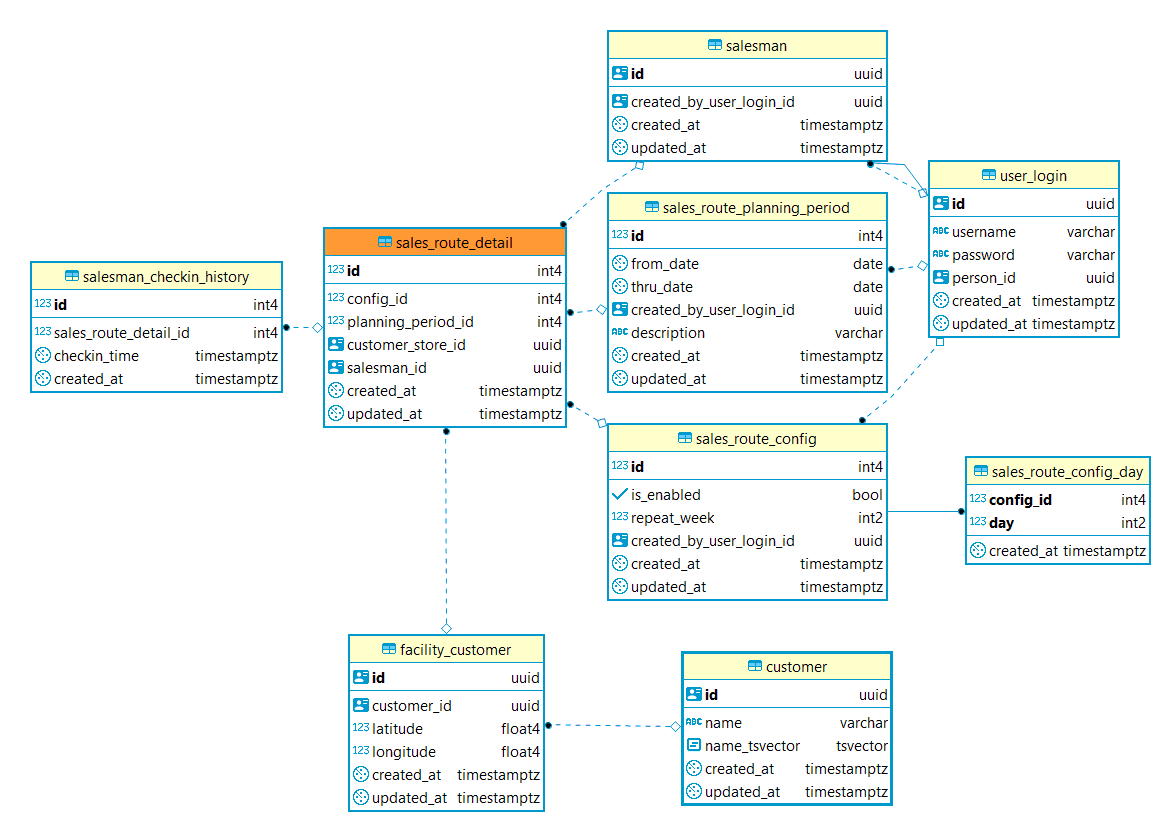 salesman
id uuid
created_by_user_login_id uuid
created_at timestamptz
updated_at timestamptz
user_login
id uuid
ABC username varchar
ABC password varchar
person_id uuid
created_at timestamptz
updated_at timestamptz
sales_route_planning_period
123 id int4
from_date date
thru_date date
created_by_user_login_id uuid
ABC description varchar
created_at timestamptz
updated_at timestamptz
sales_route_detail
123 id int4
123 config_id int4
123 planning_period_id int4
customer_store_id uuid
salesman_id uuid
created_at timestamptz
updated_at timestamptz
salesman_checkin_history
123 id int4
123 sales_route_detail_id int4
checkin_time timestamptz
created_at timestamptz
sales_route_config
123 id int4
is_enabled bool
123 repeat_week int2
created_by_user_login_id uuid
created_at timestamptz
updated_at timestamptz
sales_route_config_day
123 config_id int4
123 day int2
created_at timestamptz
facility_customer
id uuid
customer_id uuid
123 latitude float4
123 longitude float4
created_at timestamptz
updated_at timestamptz
customer
id uuid
ABC name varchar
name_tsvector tsvector
created_at timestamptz
updated_at timestamptz